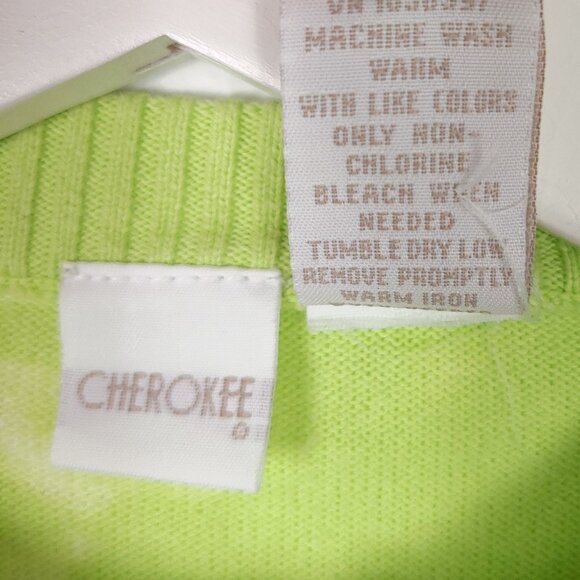 MACHINE WASH
WARM
WITH LIKE COLORS
ONLY NON-
CHLORINE
BLEACH WHEN
NEEDED
TUMBLE DRY LOW
REMOVE PROMPTLY
WARM IRON
CHEROKEE